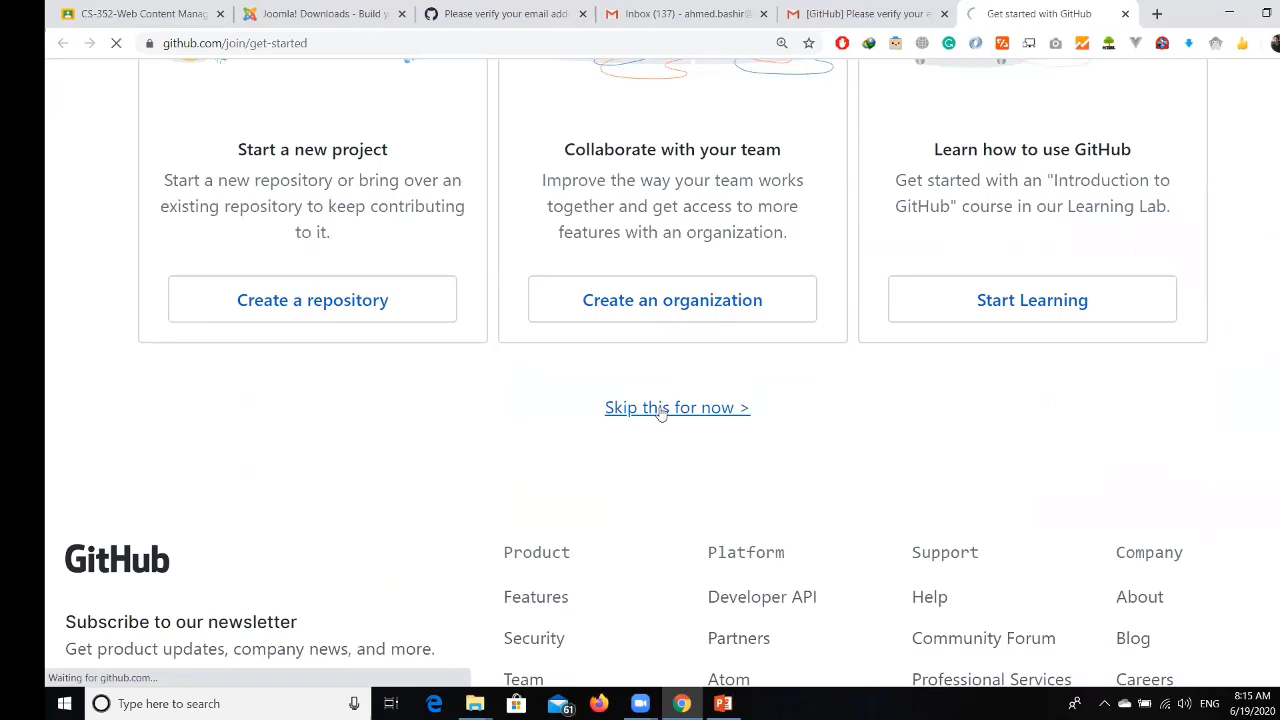 CS-352-Web Content Manag
Joomla! Downloads - Build y
Please verify your email addr
Inbox (137) - ahmed.bashir@
[GitHub] Please verify your e
Get started with GitHub
github.com/join/get-started
Start a new project
Start a new repository or bring over an
existing repository to keep contributing
to it.
Create a repository
Collaborate with your team
Improve the way your team works
together and get access to more
features with an organization.
Create an organization
Learn how to use GitHub
Get started with an "Introduction to
GitHub" course in our Learning Lab.
Start Learning
Skip this for now >
GitHub
Subscribe to our newsletter
Get product updates, company news, and more.
Product
Features
Security
Team
Platform
Developer API
Partners
Atom
Support
Help
Community Forum
Professional Services
Company
About
Blog
Careers
Waiting for github.com...
Type here to search
61
ENG
8:15 AM
6/19/2020